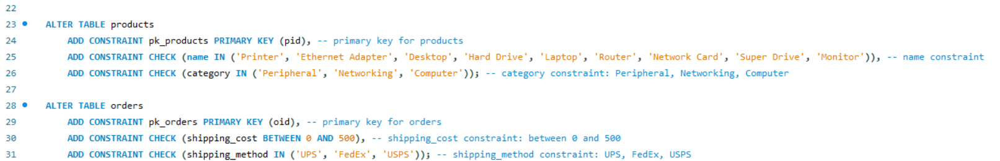 22
23 ALTER TABLE products
24 ADD CONSTRAINT pk_products PRIMARY KEY (pid), -- primary key for products
25 ADD CONSTRAINT CHECK (name IN ('Printer', 'Ethernet Adapter', 'Desktop', 'Hard Drive', 'Laptop', 'Router', 'Network Card', 'Super Drive', 'Monitor')), -- name constraint
26 ADD CONSTRAINT CHECK (category IN ('Peripheral', 'Networking', 'Computer')); -- category constraint: Peripheral, Networking, Computer
27
28 ALTER TABLE orders
29 ADD CONSTRAINT pk_orders PRIMARY KEY (oid), -- primary key for orders
30 ADD CONSTRAINT CHECK (shipping_cost BETWEEN 0 AND 500), -- shipping_cost constraint: between 0 and 500
31 ADD CONSTRAINT CHECK (shipping_method IN ('UPS', 'FedEx', 'USPS')); -- shipping_method constraint: UPS, FedEx, USPS